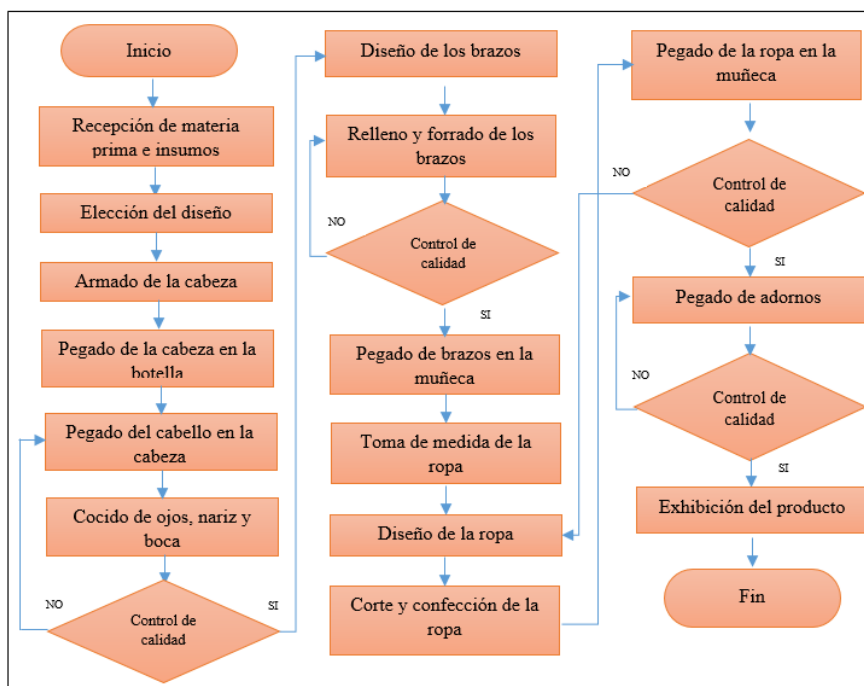 Inicio
Recepción de materia
prima e insumos
Elección del diseño
Armado de la cabeza
Pegado de la cabeza en la
botella
Pegado del cabello en la
cabeza
Cocido de ojos, nariz y
boca
NO
SI
Control de
calidad
Diseño de los brazos
Relleno y forrado de los
brazos
NO
Control de
calidad
SI
Pegado de brazos en la
muñeca
Toma de medida de la
ropa
Diseño de la ropa
Corte y confección de la
ropa
Pegado de la ropa en la
muñeca
NO
Control de
calidad
SI
Pegado de adornos
NO
Control de
calidad
SI
Exhibición del producto
Fin